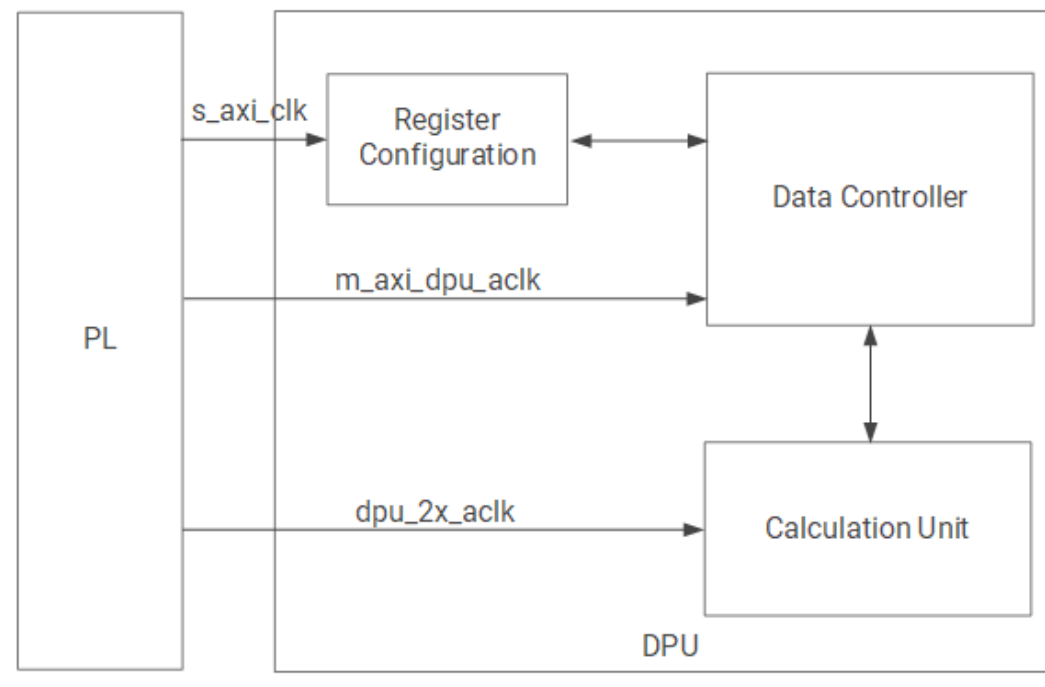 s_axi_clk
Register
Configuration
Data Controller
m_axi_dpu_aclk
PL
dpu_2x_aclk
Calculation Unit
DPU